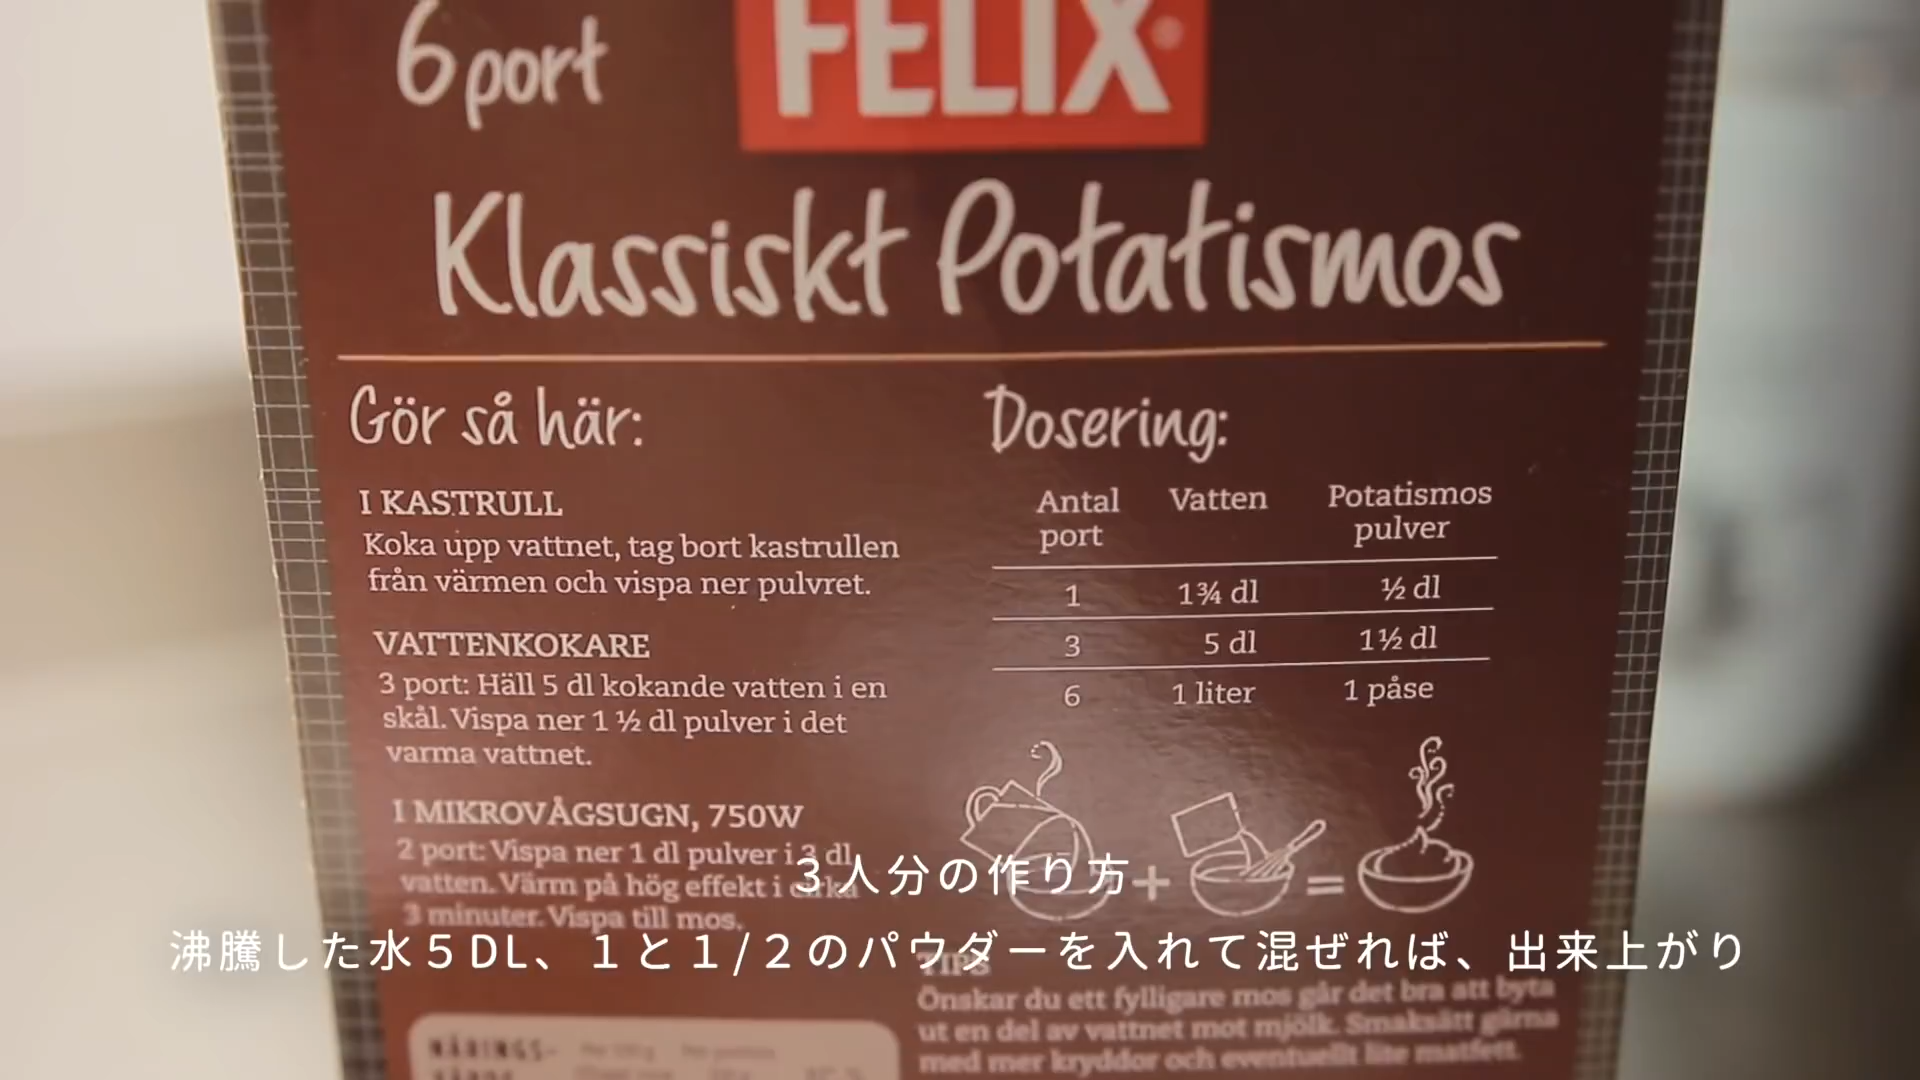 6 port
FELIX®
Klassiskt Potatismos
Gör så här:
I KASTRULL
Koka upp vattnet, tag bort kastrullen
från värmen och vispa ner pulvret.
VATTENKOKARE
3 port: Häll 5 dl kokande vatten i en
skål. Vispa ner 1 ½ dl pulver i det
varma vattnet.
I MIKROVÅGSUGN, 750W
2 port: Vispa ner 1 dl pulver i 3 dl
vatten. Värm på hög effekt i cirka
3 minuter. Vispa till mos.
Dosering:
Antal port Vatten Potatismos pulver
1 1¾ dl ½ dl
3 5 dl 1½ dl
6 1 liter 1 påse
+ =
TIPS
Önskar du ett fylligare mos går det bra att byta
ut en del av vattnet mot mjölk. Smaksätt gärna
med mer kryddor och eventuellt lite matfett.
NÄRINGS-
３人分の作り方
沸騰した水５DL、１と１/２のパウダーを入れて混ぜれば、出来上がり